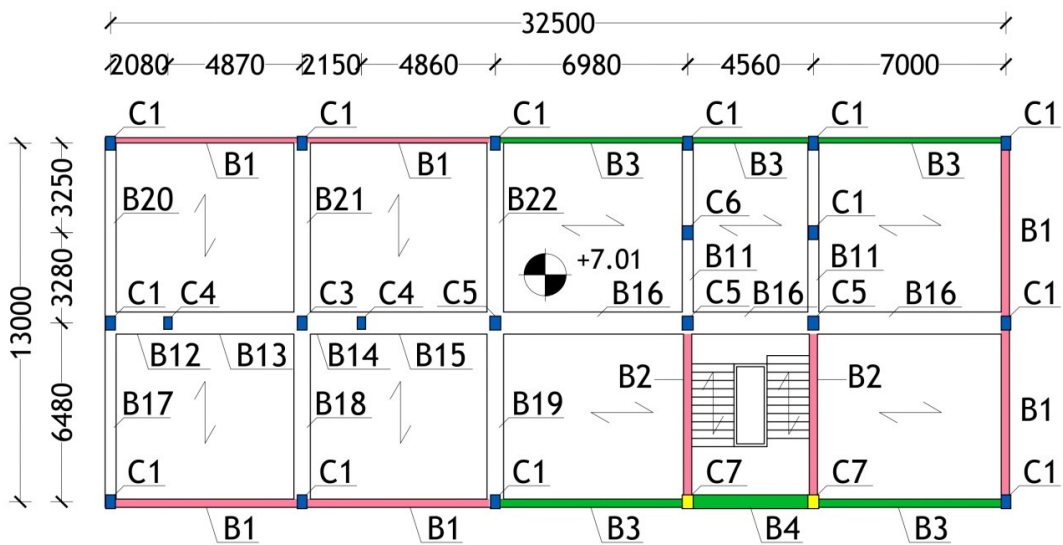 32500
2080 4870 2150 4860 6980 4560 7000
C1 C1 C1 C1 C1 C1
B1 B1 B3 B3 B3
3250
B20 B21 B22 C6 C1 B1
13000
3280
+7.01 B11 B11
C1 C4 C3 C4 C5 B16 C5 B16 C5 B16 C1
B12 B13 B14 B15 B2 B2
6480
B17 B18 B19 B1
C1 C1 C1 C7 C7 C1
B1 B1 B3 B4 B3